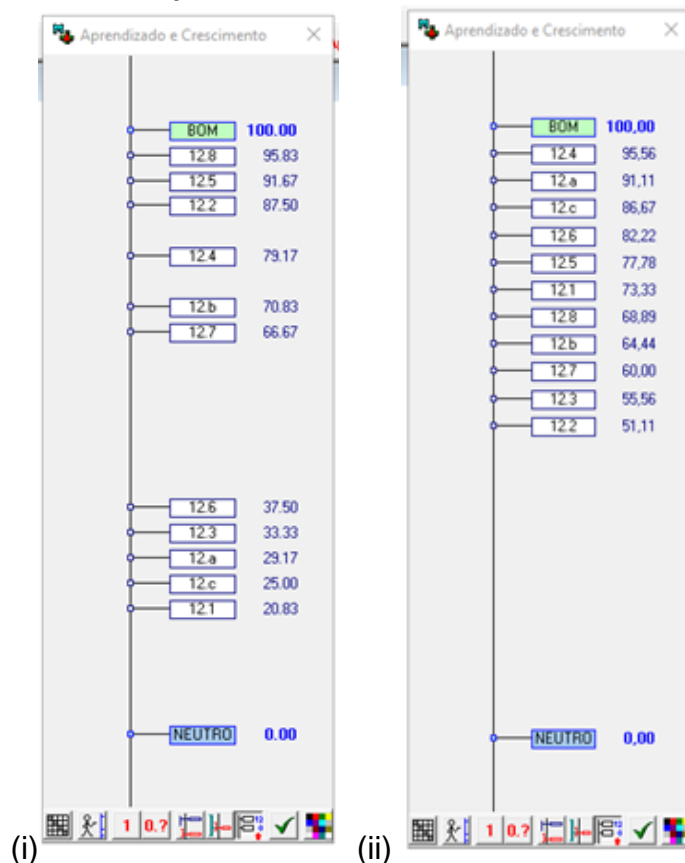 Aprendizado e Crescimento
BOM 100.00
12.8 95.83
12.5 91.67
12.2 87.50
12.4 79.17
12.b 70.83
12.7 66.67
12.6 37.50
12.3 33.33
12.a 29.17
12.c 25.00
12.1 20.83
NEUTRO 0.00
1 0.?
(i)
Aprendizado e Crescimento
BOM 100,00
12.4 95,56
12.a 91,11
12.c 86,67
12.6 82,22
12.5 77,78
12.1 73,33
12.8 68,89
12.b 64,44
12.7 60,00
12.3 55,56
12.2 51,11
NEUTRO 0,00
1 0.?
(ii)